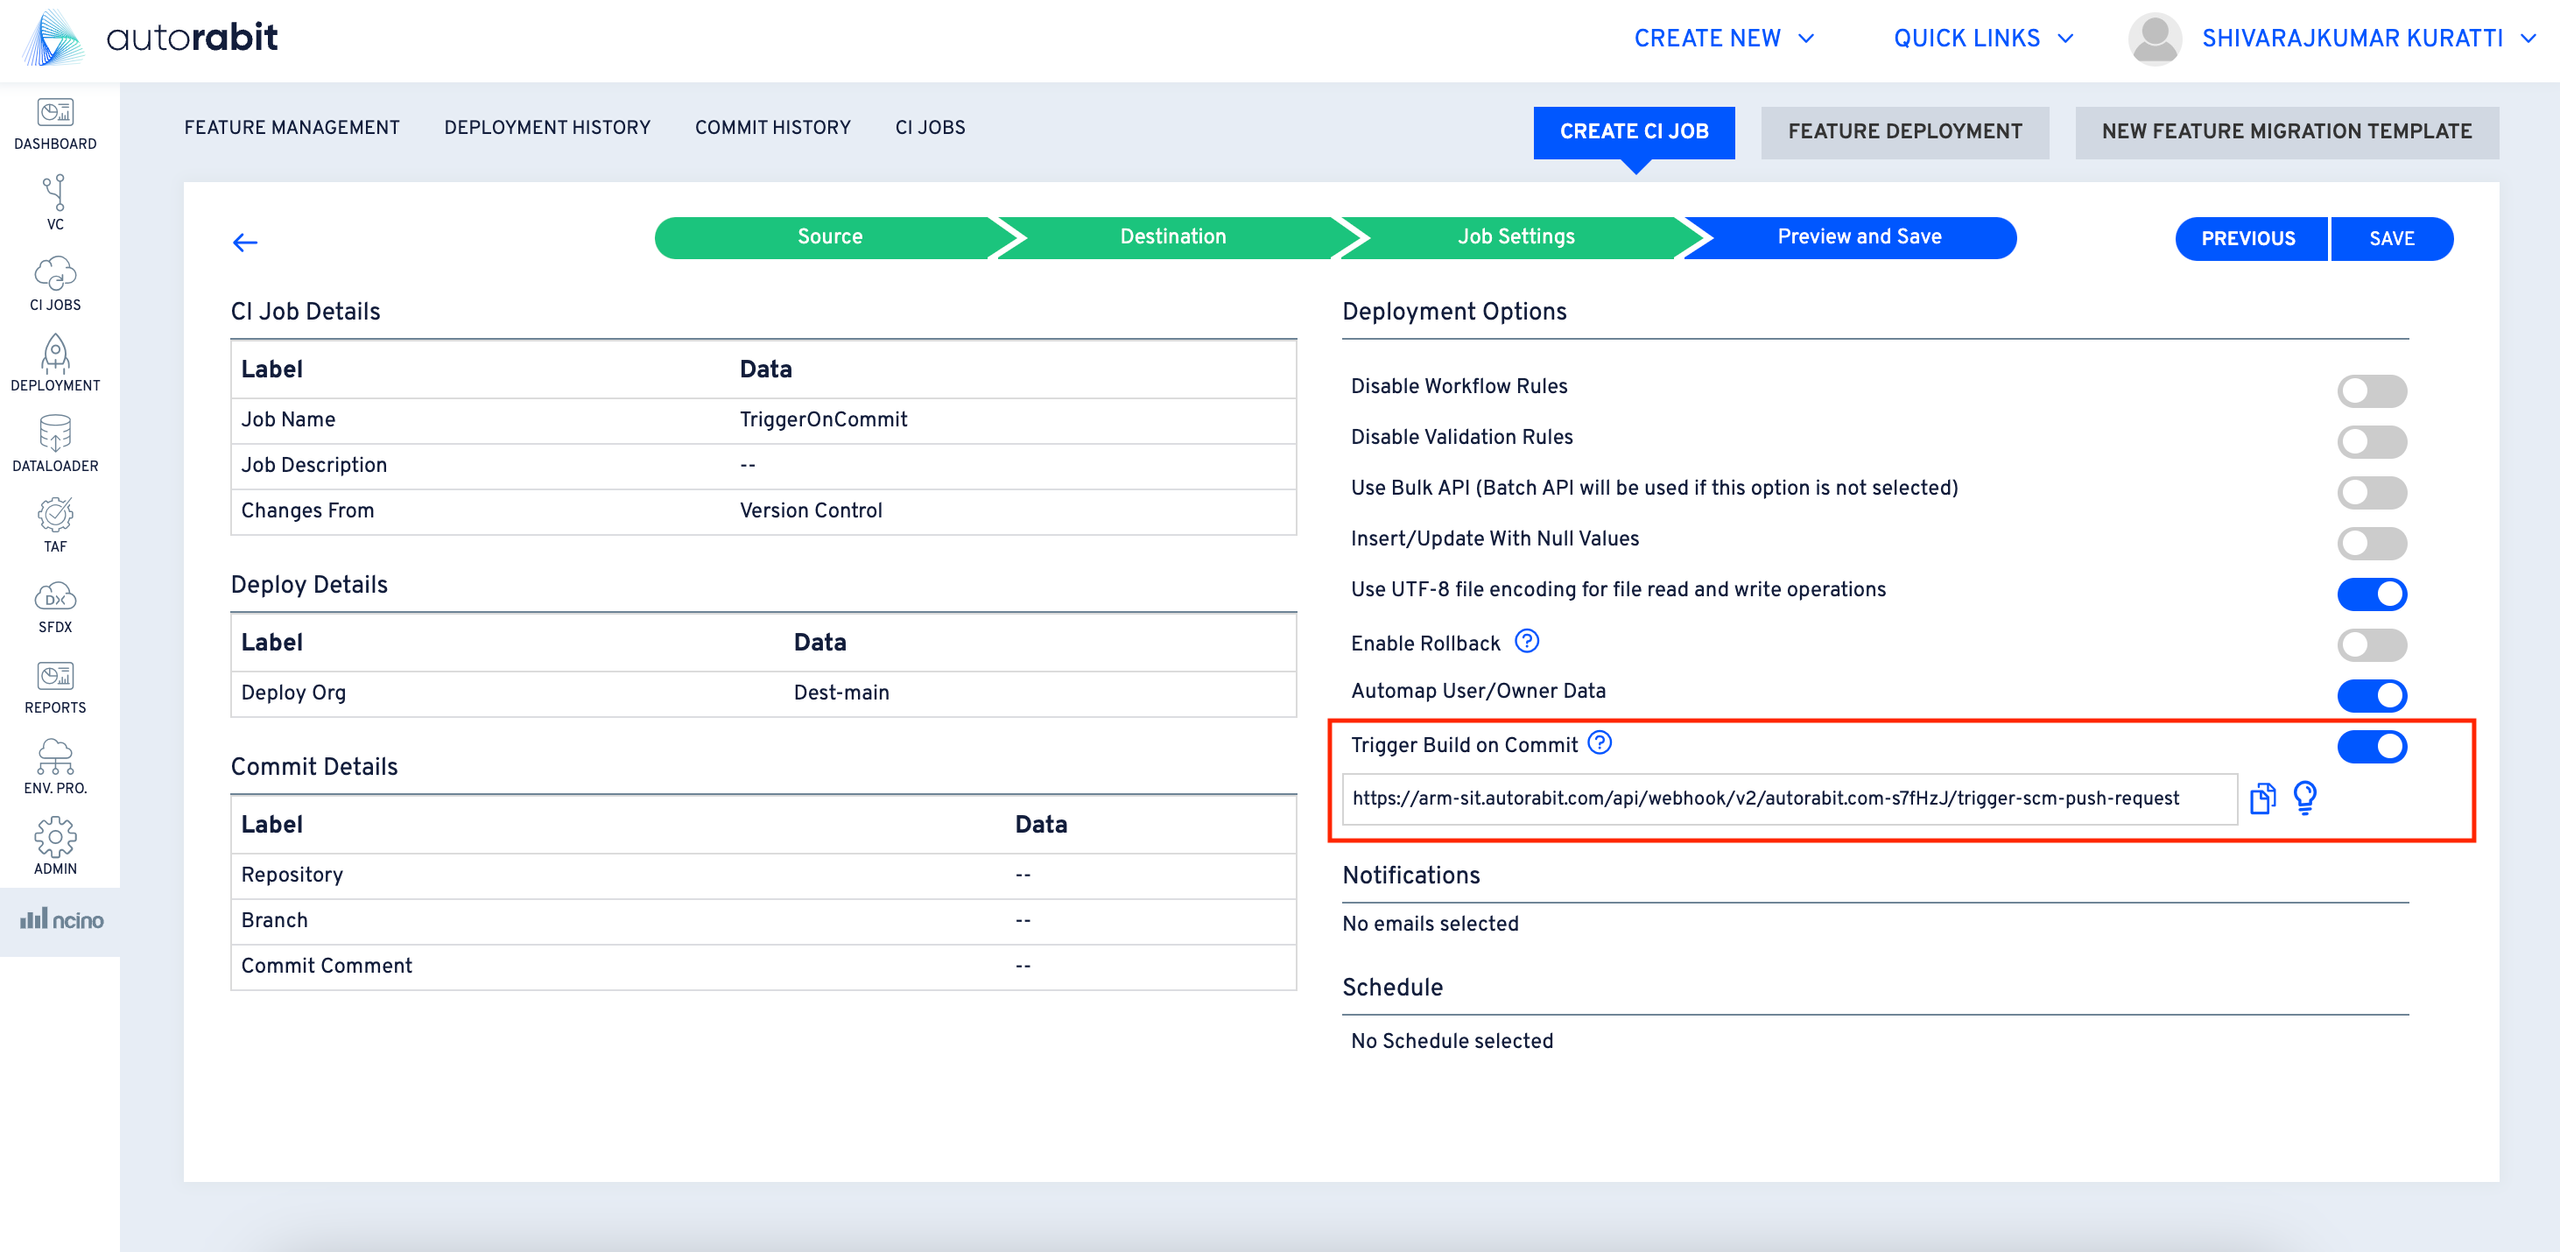 autorabit
CREATE NEW
QUICK LINKS
SHIVARAJKUMAR KURATTI
DASHBOARD
VC
CI JOBS
DEPLOYMENT
DATALOADER
TAF
DX
SFDX
REPORTS
ENV. PRO.
ADMIN
ncino
FEATURE MANAGEMENT
DEPLOYMENT HISTORY
COMMIT HISTORY
CI JOBS
CREATE CI JOB
FEATURE DEPLOYMENT
NEW FEATURE MIGRATION TEMPLATE
Source
Destination
Job Settings
Preview and Save
PREVIOUS
SAVE
CI Job Details
Label Data
Job Name TriggerOnCommit
Job Description --
Changes From Version Control
Deploy Details
Label Data
Deploy Org Dest-main
Commit Details
Label Data
Repository --
Branch --
Commit Comment --
Deployment Options
Disable Workflow Rules
Disable Validation Rules
Use Bulk API (Batch API will be used if this option is not selected)
Insert/Update With Null Values
Use UTF-8 file encoding for file read and write operations
Enable Rollback ?
Automap User/Owner Data
Trigger Build on Commit ?
https://arm-sit.autorabit.com/api/webhook/v2/autorabit.com-s7fHzJ/trigger-scm-push-request
Notifications
No emails selected
Schedule
No Schedule selected